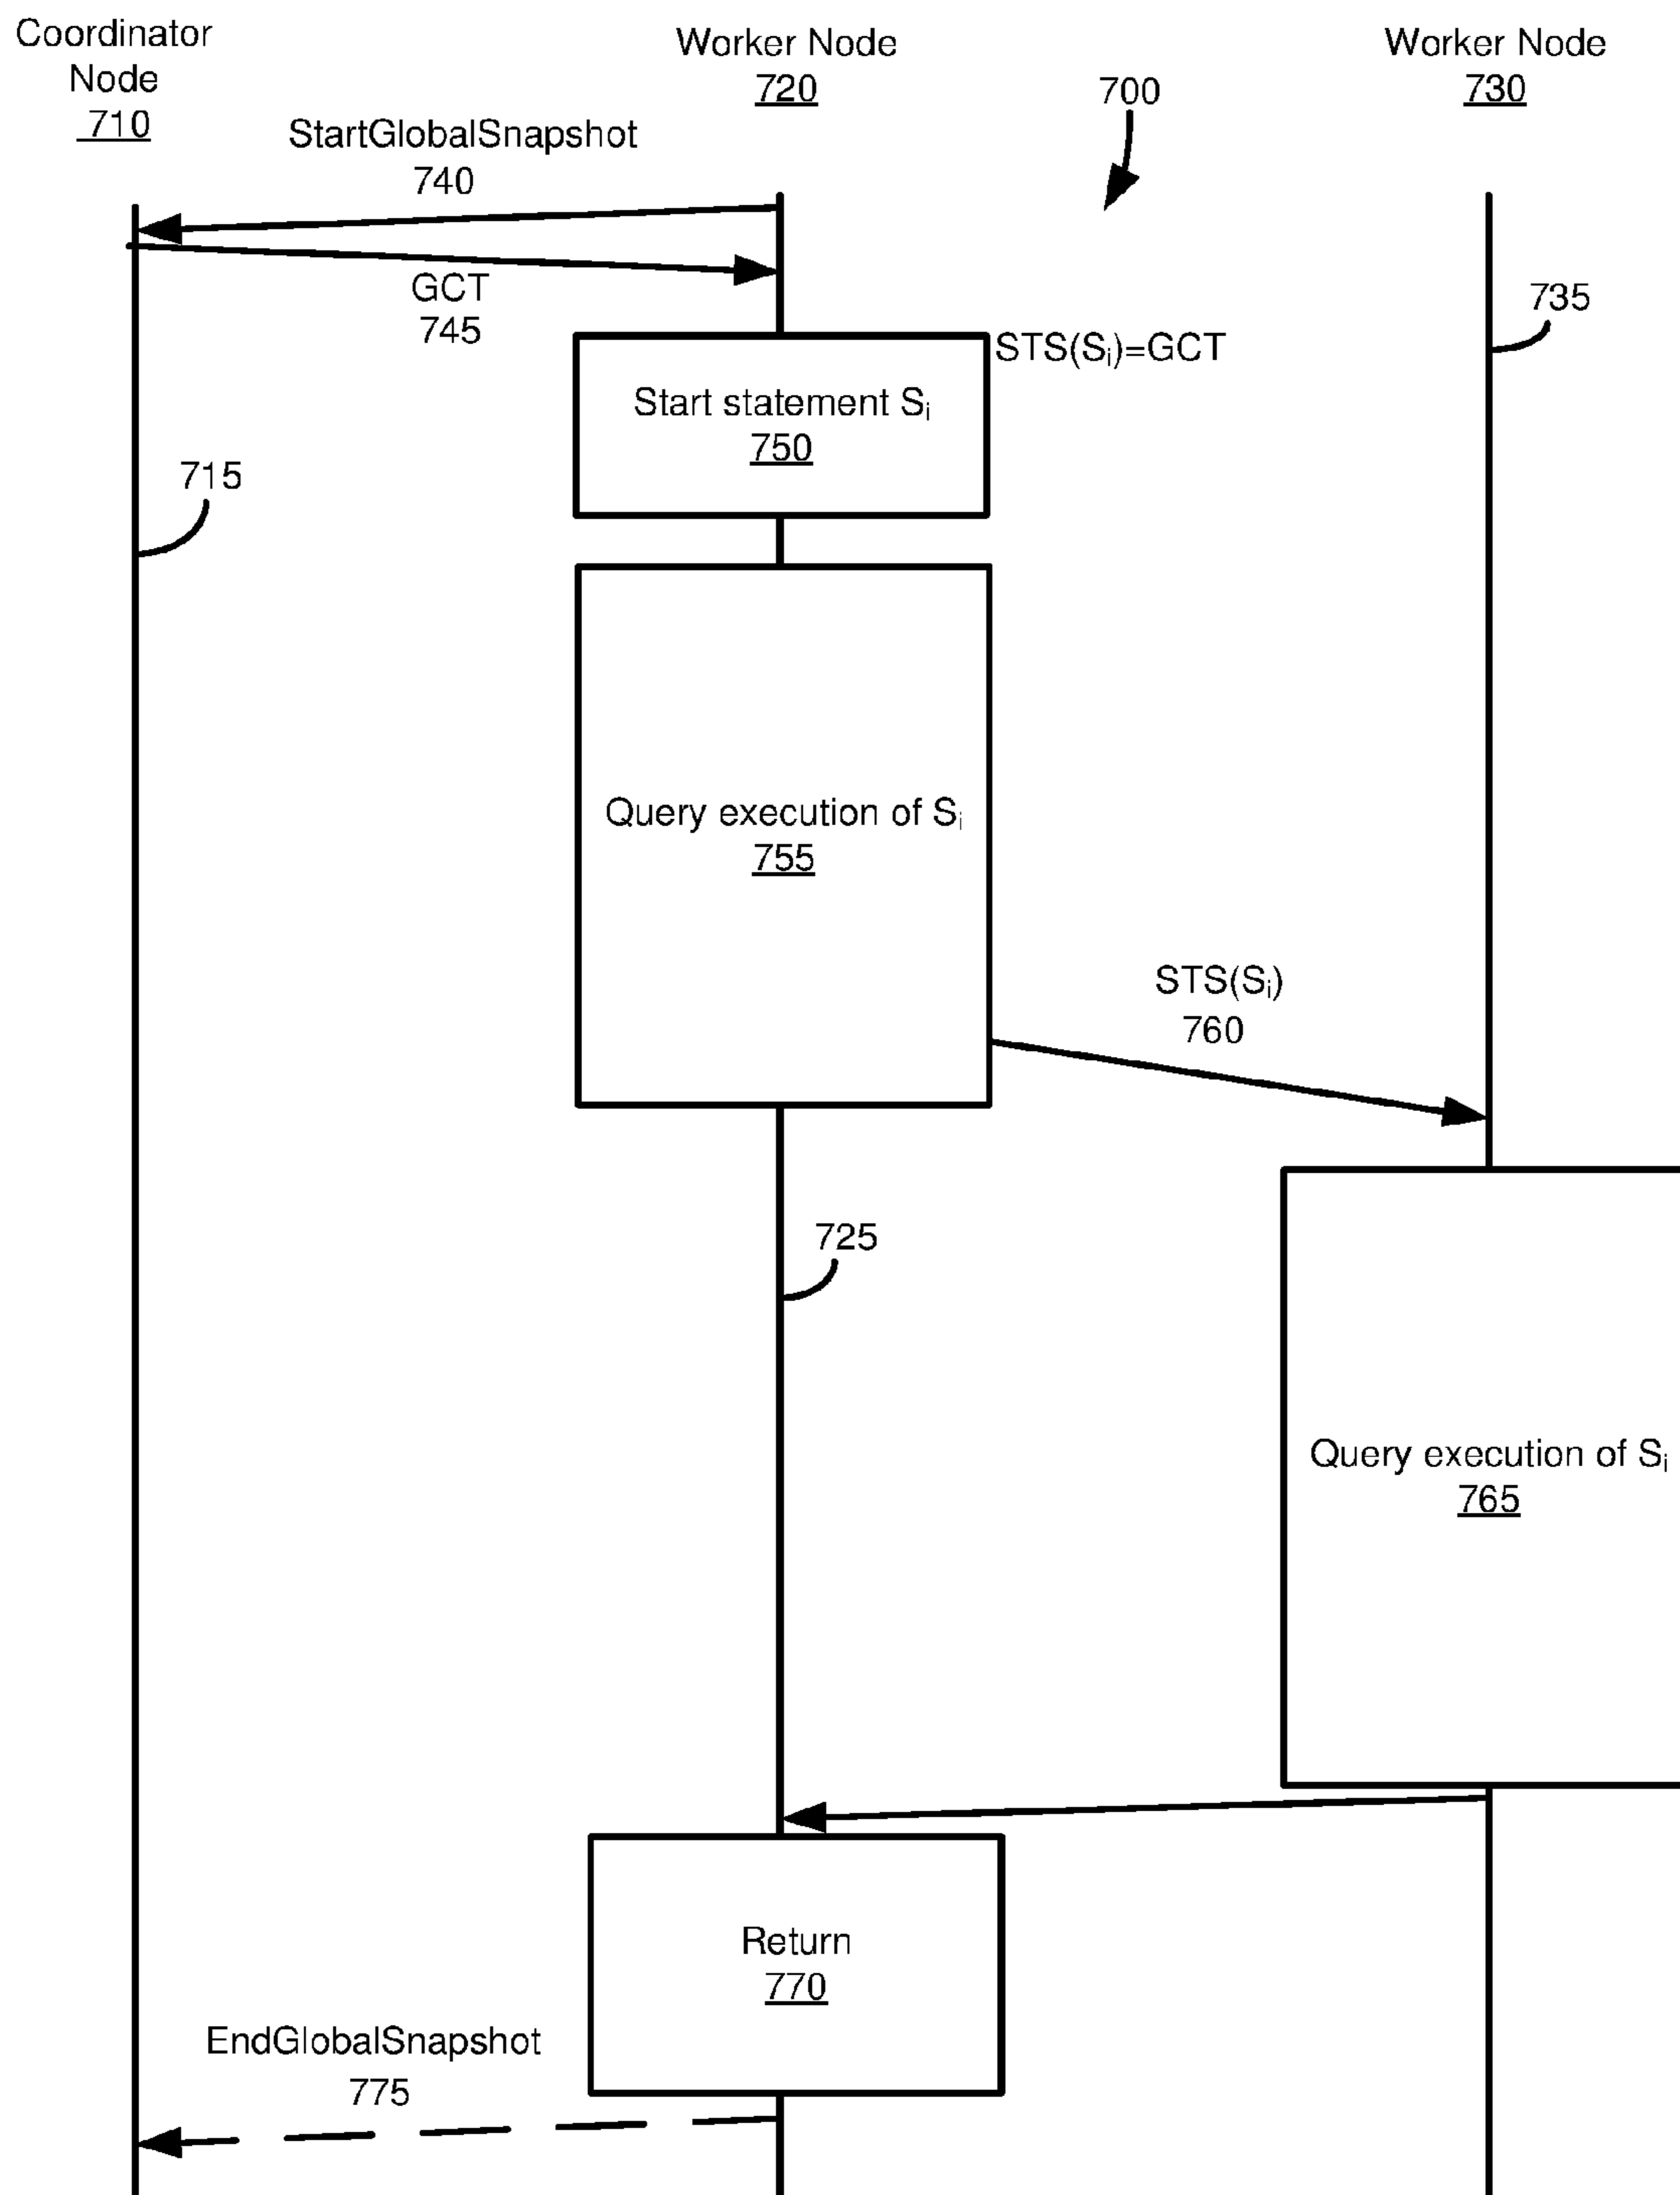 Coordinator
Node
710
Worker Node
720
Worker Node
730
700
StartGlobalSnapshot
740
GCT
745
735
STS(Sᵢ)=GCT
Start statement Sᵢ
750
715
Query execution of Sᵢ
755
STS(Sᵢ)
760
725
Query execution of Sᵢ
765
Return
770
EndGlobalSnapshot
775